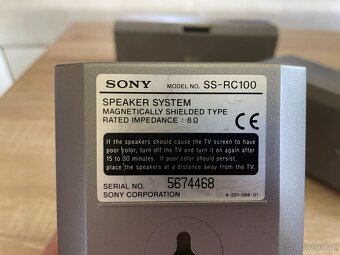 SONY MODEL NO. SS-RC100
SPEAKER SYSTEM
MAGNETICALLY SHIELDED TYPE
RATED IMPEDANCE : 8Ω
CE
If the speakers should cause the TV screen to have
poor color, turn off the TV and turn it on again after
15 to 30 minutes. If poor color should persist,
place the speakers at a distance away from the TV.
SERIAL NO. 5674468
SONY CORPORATION 4-221-066-01